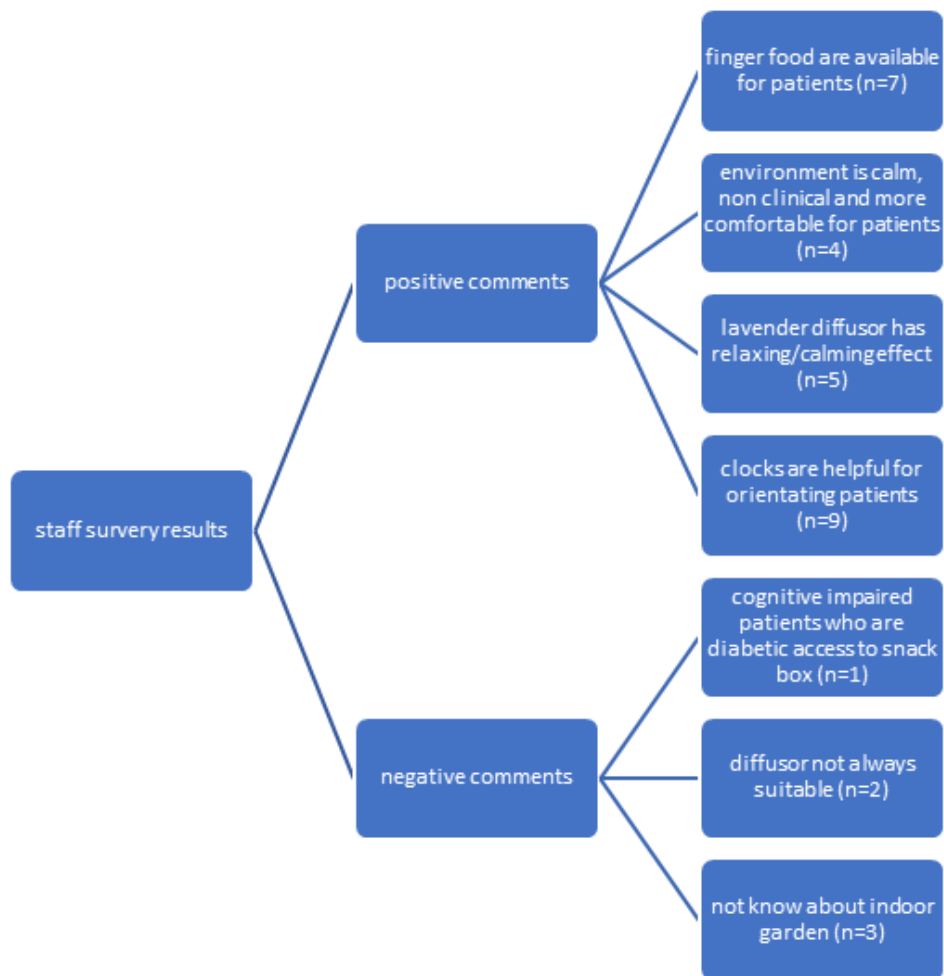 finger food are available
for patients (n=7)
environment is calm,
non clinical and more
comfortable for patients
(n=4)
positive comments
lavender diffusor has
relaxing/calming effect
(n=5)
clocks are helpful for
orientating patients
(n=9)
staff survery results
cognitive impaired
patients who are
diabetic access to snack
box (n=1)
negative comments
diffusor not always
suitable (n=2)
not know about indoor
garden (n=3)